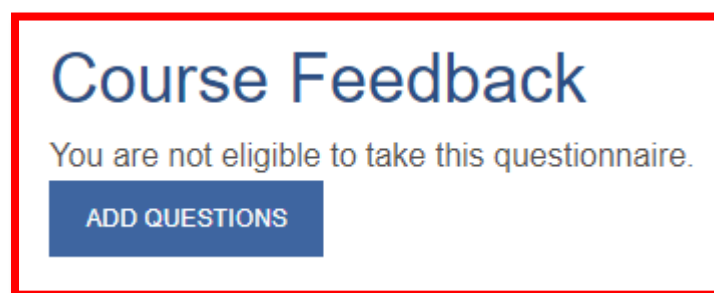 Course Feedback
You are not eligible to take this questionnaire.
ADD QUESTIONS